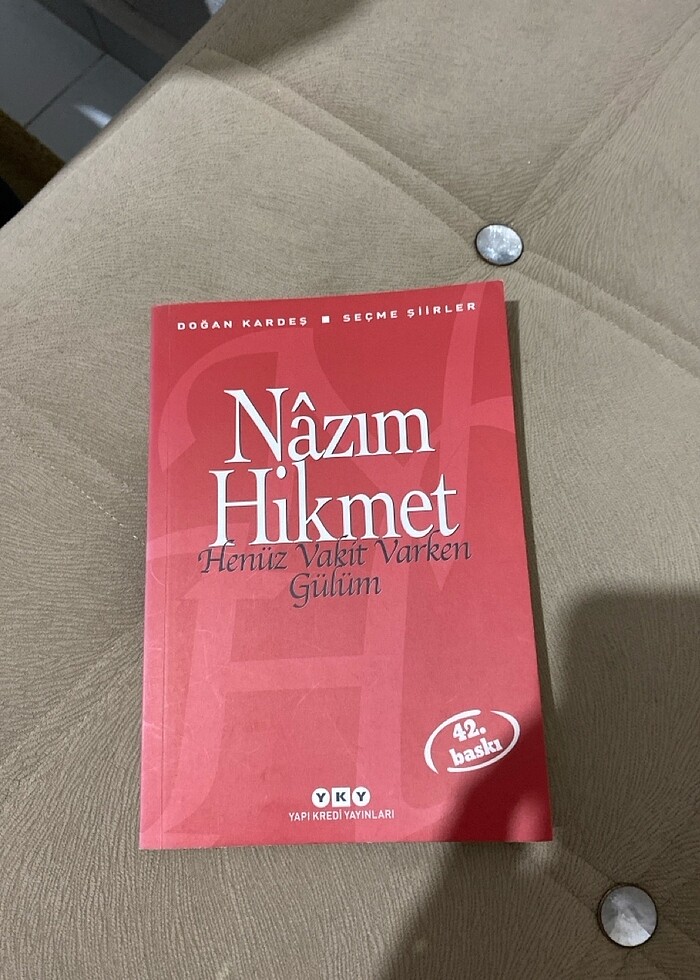 DOĞAN KARDEŞ ■ SEÇME ŞİİRLER
Nâzım
Hikmet
Henüz Vakit Varken
Gülüm
42.
baskı
YKY
YAPI KREDİ YAYINLARI